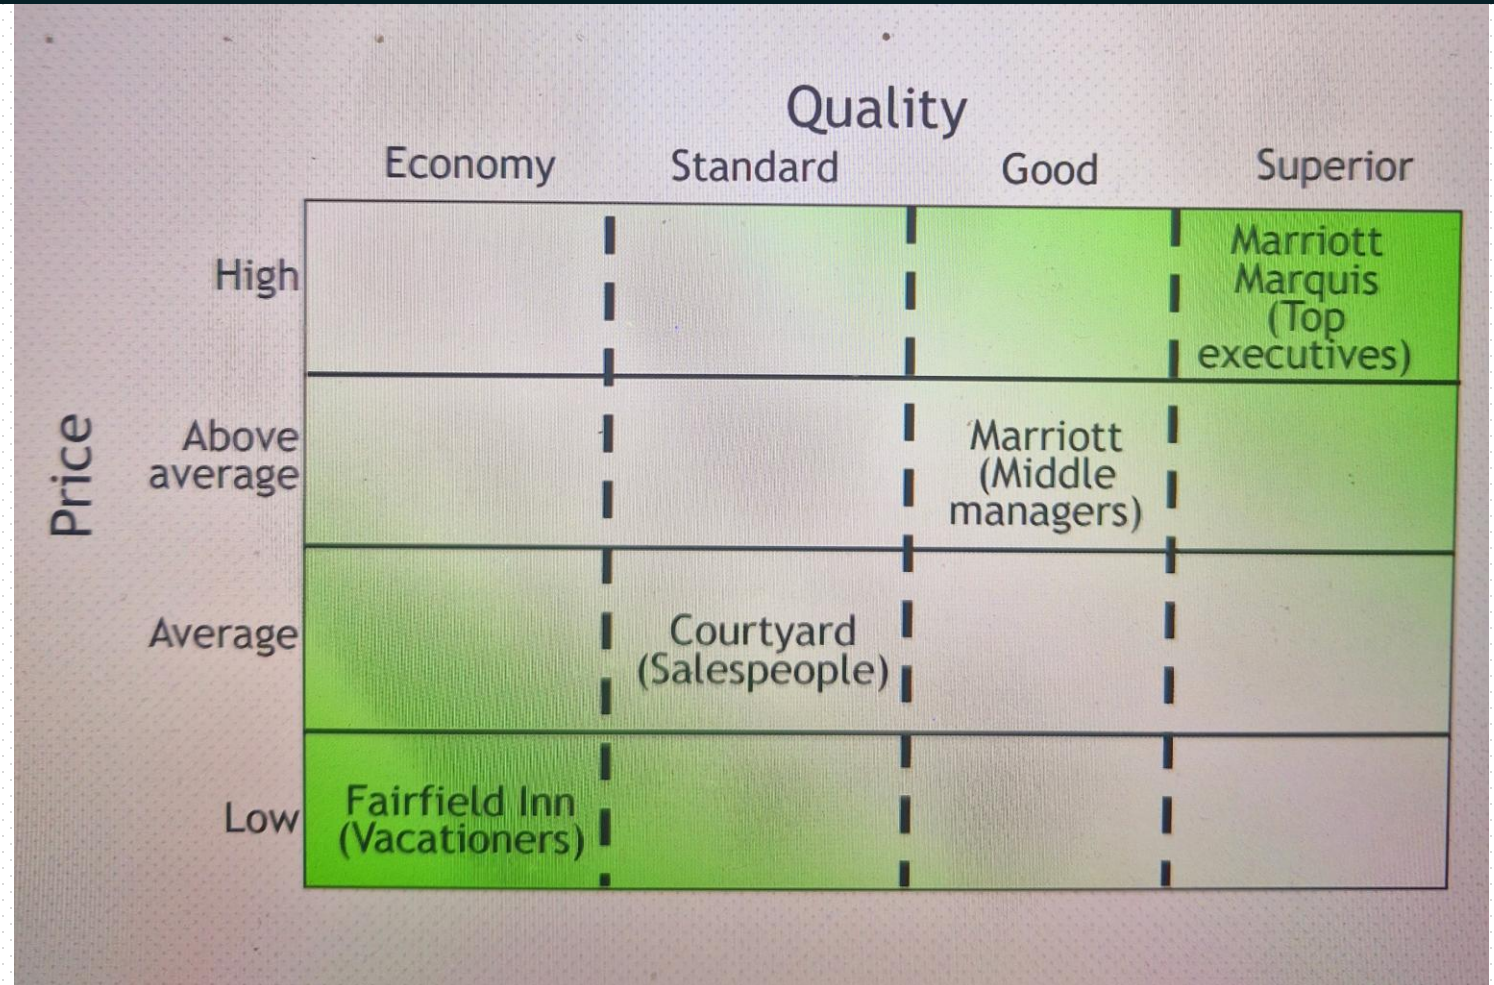 Quality
Economy Standard Good Superior
High
Marriott
Marquis
(Top
executives)
Price
Above
average
Marriott
(Middle
managers)
Average
Courtyard
(Salespeople)
Low
Fairfield Inn
(Vacationers)